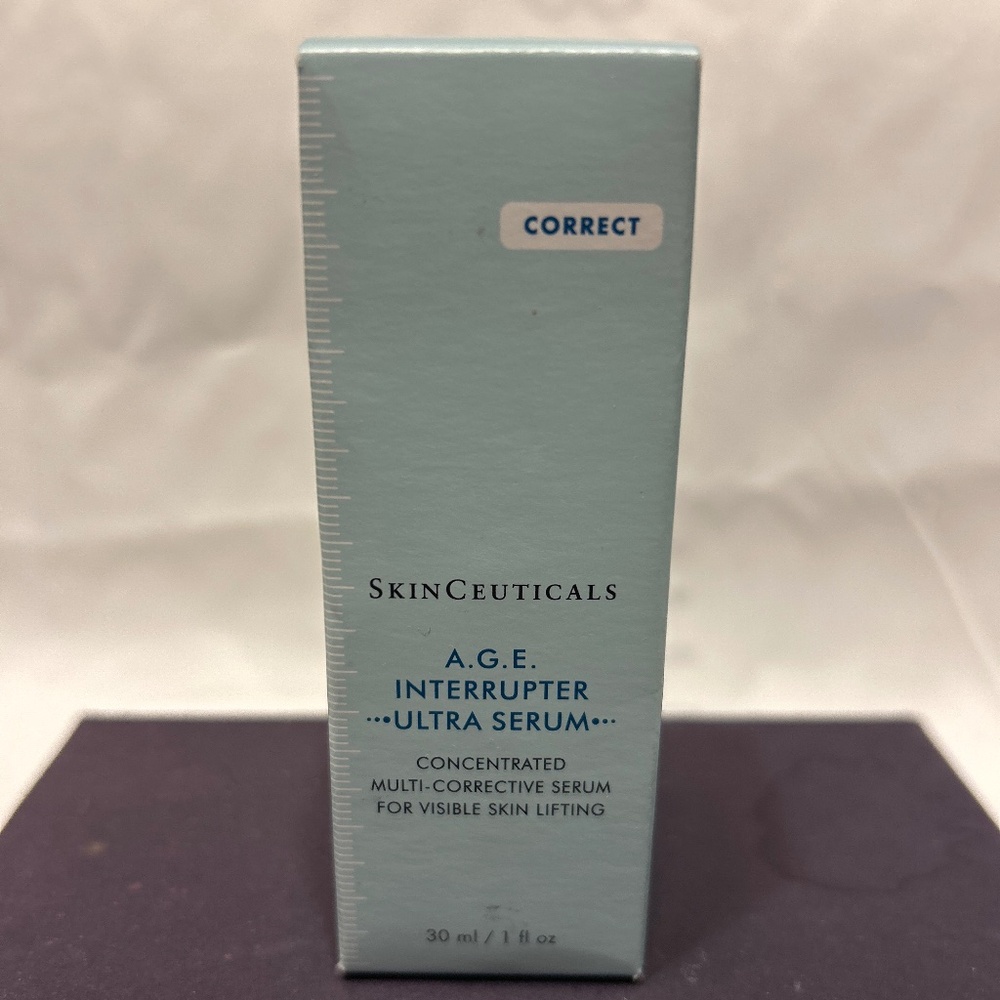 CORRECT
SKINCEUTICALS
A.G.E.
INTERRUPTER
•••ULTRA SERUM•••
CONCENTRATED
MULTI-CORRECTIVE SERUM
FOR VISIBLE SKIN LIFTING
30 ml / 1 fl oz